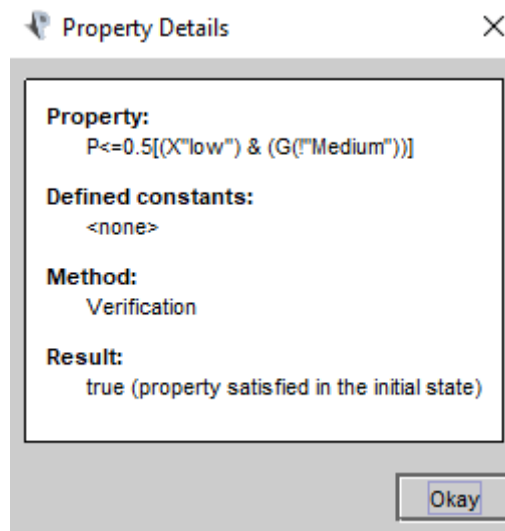 Property Details
Property:
P<=0.5[(X"low") & (G(!"Medium"))]
Defined constants:
<none>
Method:
Verification
Result:
true (property satisfied in the initial state)
Okay